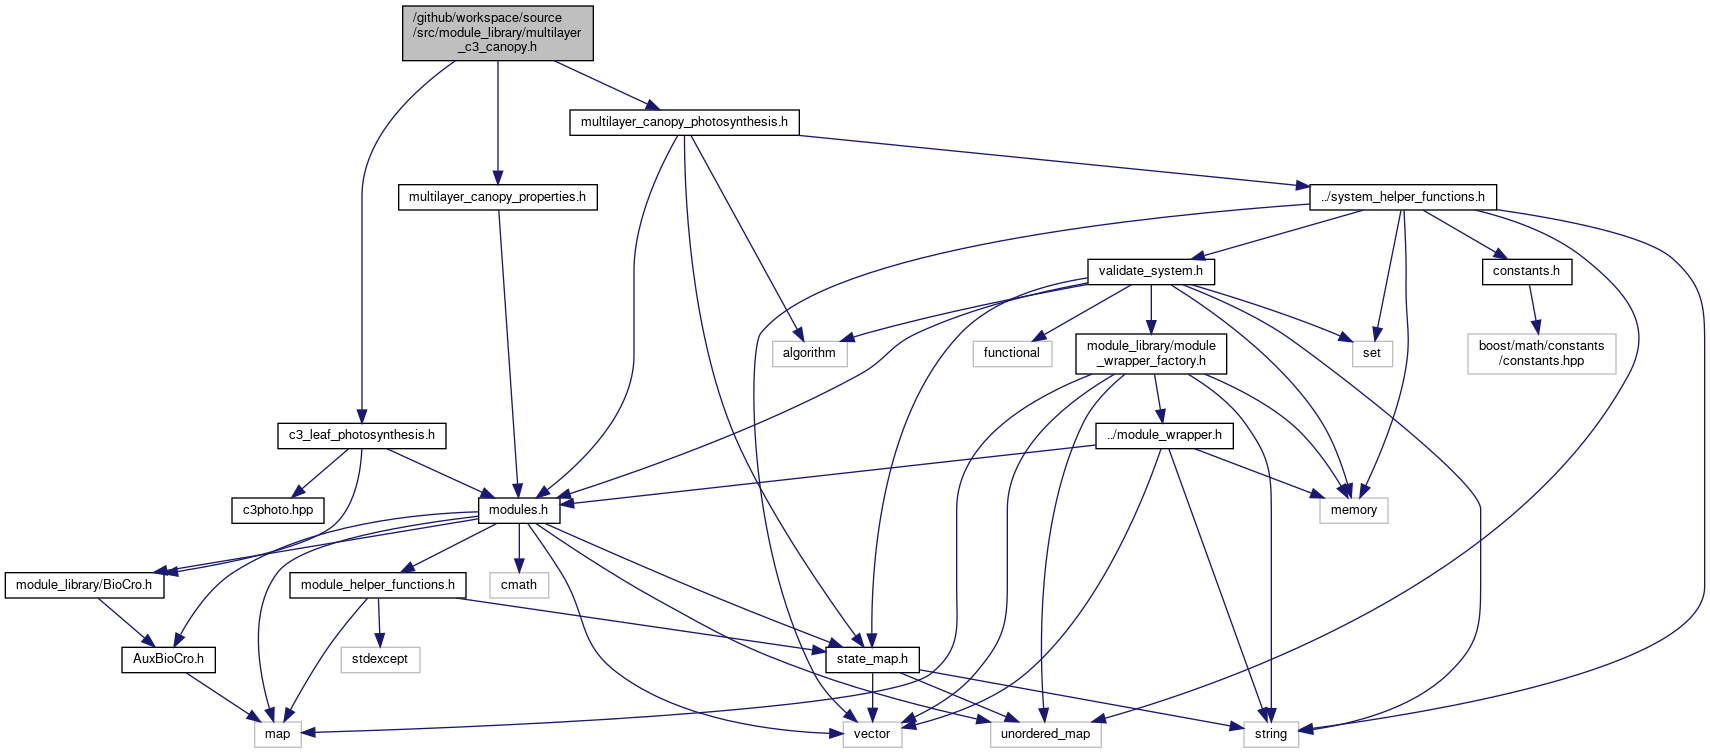 /github/workspace/source
/src/module_library/multilayer
_c3_canopy.h
multilayer_canopy_photosynthesis.h
multilayer_canopy_properties.h
../system_helper_functions.h
validate_system.h
constants.h
algorithm
functional
module_library/module
_wrapper_factory.h
set
boost/math/constants
/constants.hpp
c3_leaf_photosynthesis.h
../module_wrapper.h
c3photo.hpp
modules.h
memory
module_library/BioCro.h
module_helper_functions.h
cmath
AuxBioCro.h
stdexcept
state_map.h
map
vector
unordered_map
string